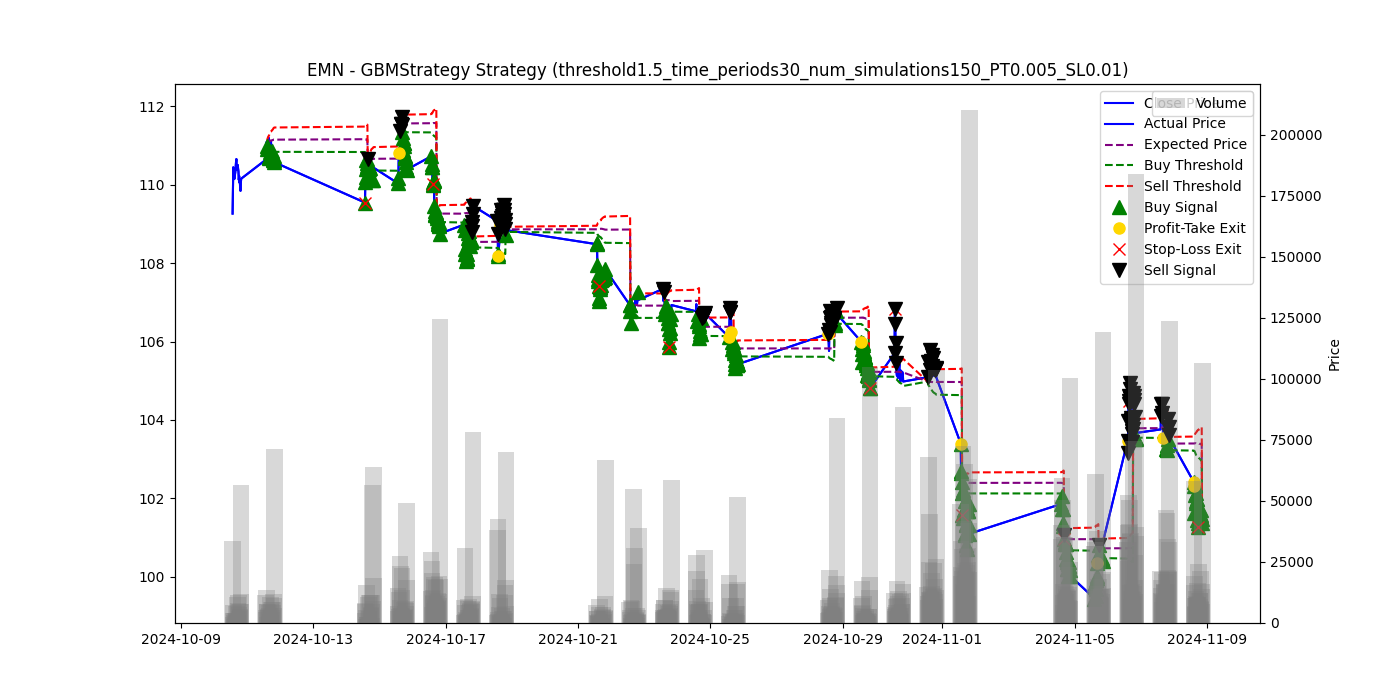 EMN - GBMStrategy Strategy (threshold1.5_time_periods30_num_simulations150_PT0.005_SL0.01)
112
110
108
106
104
102
100
Volume
Actual Price
Expected Price
Buy Threshold
Sell Threshold
Buy Signal
Profit-Take Exit
Stop-Loss Exit
Sell Signal
200000
175000
150000
125000
100000
75000
50000
25000
0
Price
2024-10-09 2024-10-13 2024-10-17 2024-10-21 2024-10-25 2024-10-29 2024-11-01 2024-11-05 2024-11-09